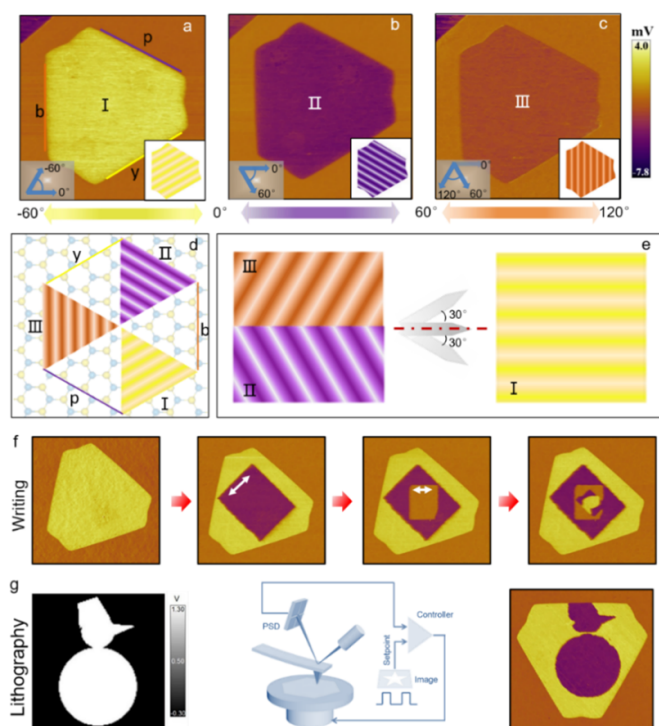 a
p
b
y
I
-60°
0°
b
II
0°
60°
c
III
0°
120°
60°
mV
4.0
-7.8
-60°
0°
60°
120°
d
y
II
III
b
p
I
e
III
II
30°
30°
I
f
Writing
g
Lithography
V
1.30
0.50
-0.30
PSD
Controller
Setpoint
Image